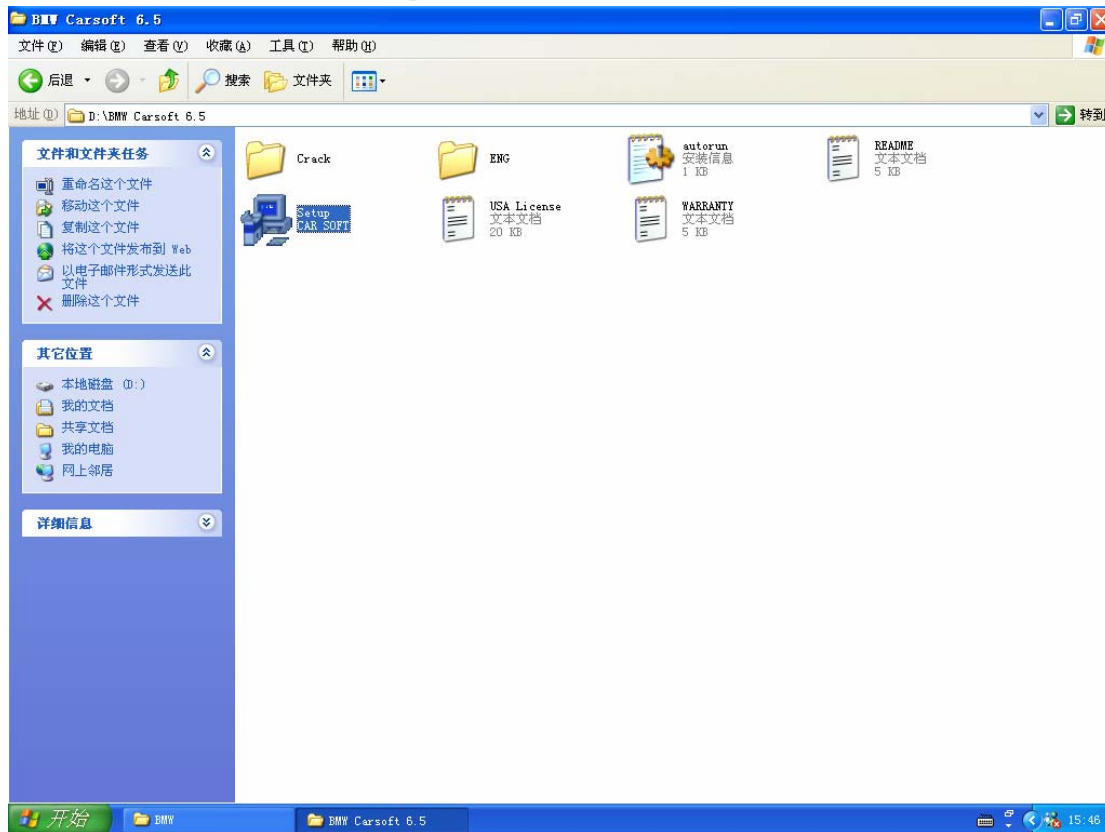 BMW Carsoft 6.5
文件(F) 编辑(E) 查看(V) 收藏(A) 工具(T) 帮助(H)
后退 搜索 文件夹
地址(D) D:\BMW Carsoft 6.5 转到
文件和文件夹任务
重命名这个文件
移动这个文件
复制这个文件
将这个文件发布到 Web
以电子邮件形式发送此
文件
删除这个文件
其它位置
本地磁盘 (D:)
我的文档
共享文档
我的电脑
网上邻居
详细信息
Crack
ENG
autorun
安装信息
1 KB
README
文本文档
5 KB
Setup
CAR SOFT
USA License
文本文档
20 KB
WARRANTY
文本文档
5 KB
开始 BMW BMW Carsoft 6.5 15:46